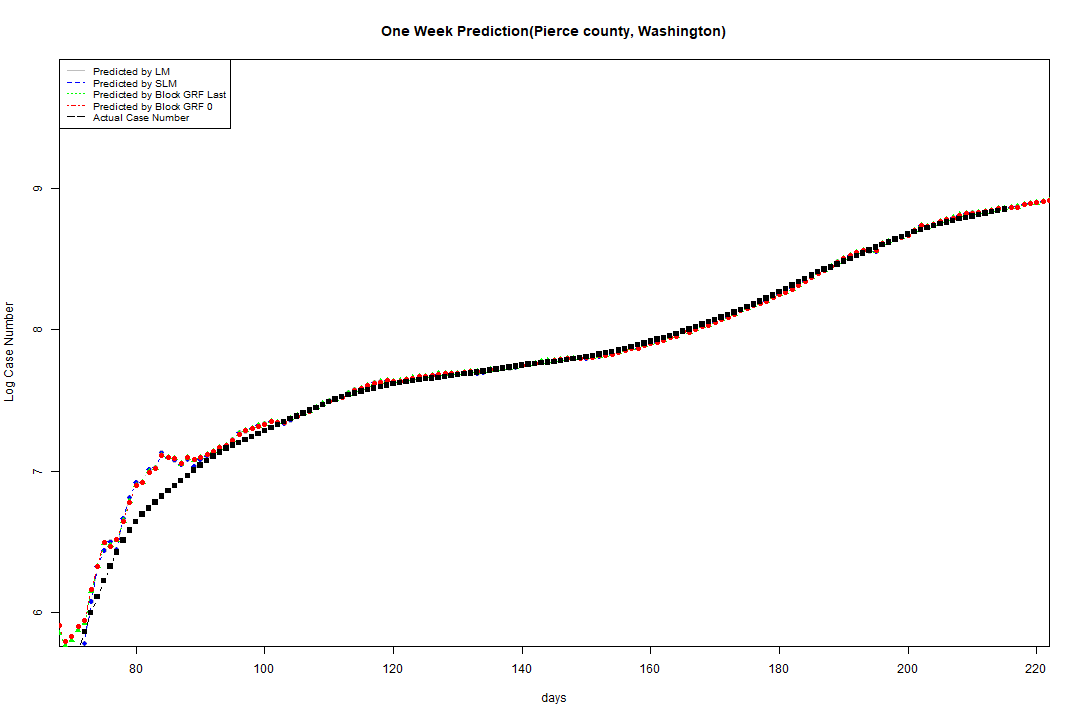 One Week Prediction(Pierce county, Washington)
Predicted by LM
Predicted by SLM
Predicted by Block GRF Last
Predicted by Block GRF 0
Actual Case Number
9
8
7
6
Log Case Number
80 100 120 140 160 180 200 220
days